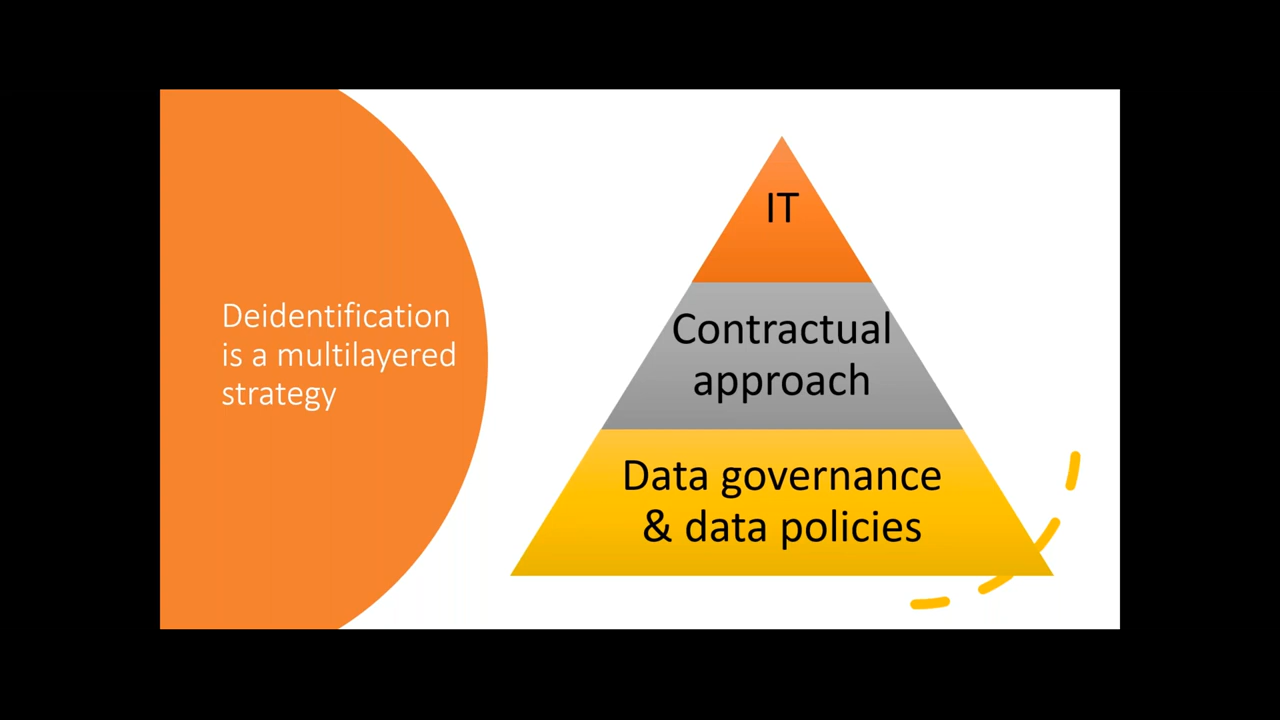 Deidentification
is a multilayered
strategy
IT
Contractual
approach
Data governance
& data policies